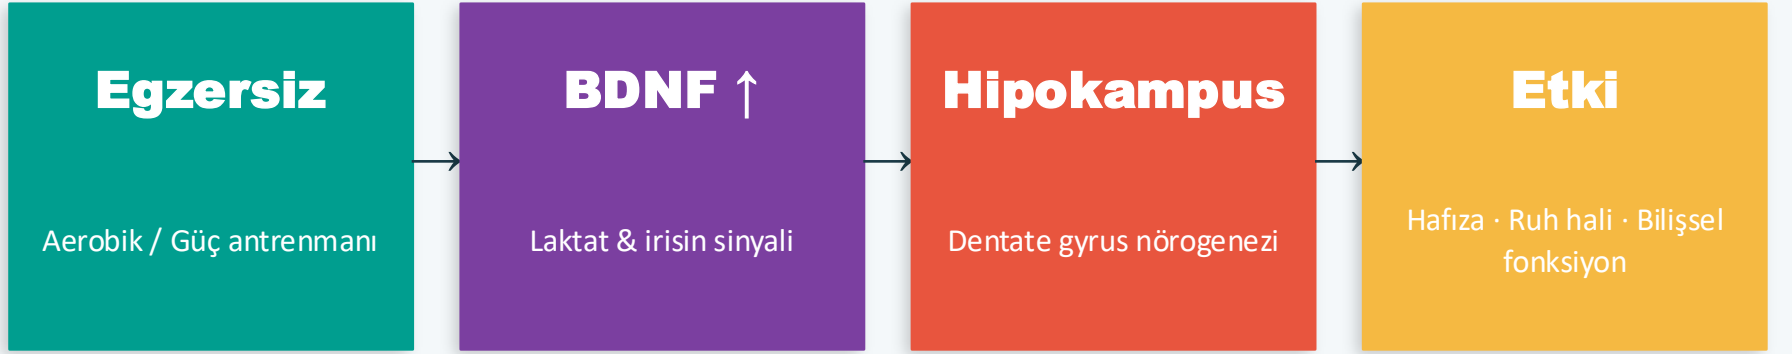 Egzersiz
Aerobik / Güç antrenmanı
BDNF ↑
Laktat & irisin sinyali
Hipokampus
Dentate gyrus nörogenezi
Etki
Hafıza · Ruh hali · Bilişsel
fonksiyon